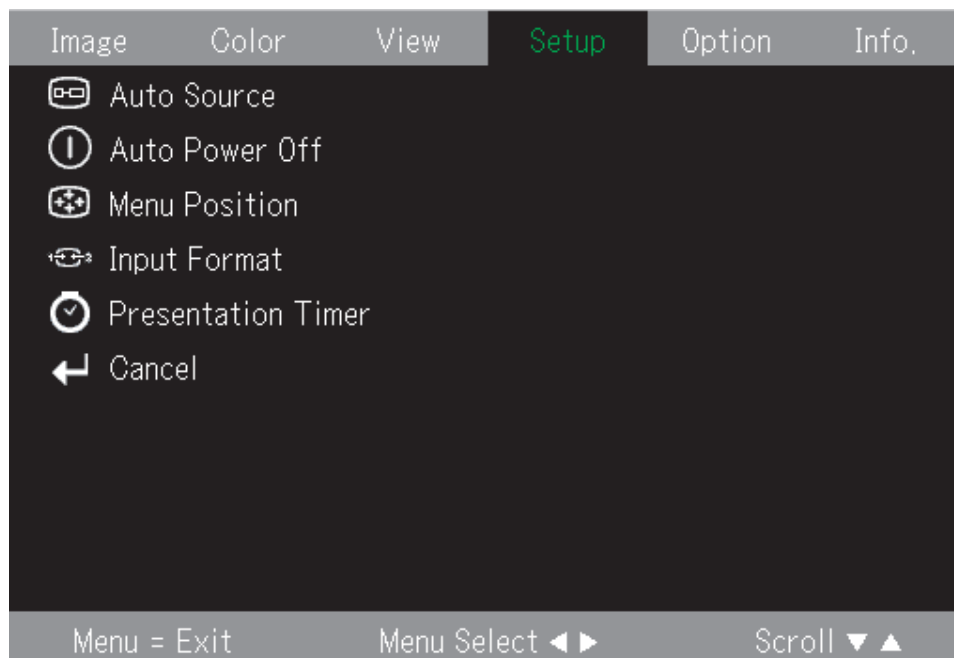 Image Color View Setup Option Info.
Auto Source
Auto Power Off
Menu Position
Input Format
Presentation Timer
Cancel
Menu = Exit Menu Select ◀ ▶ Scroll ▼ ▲